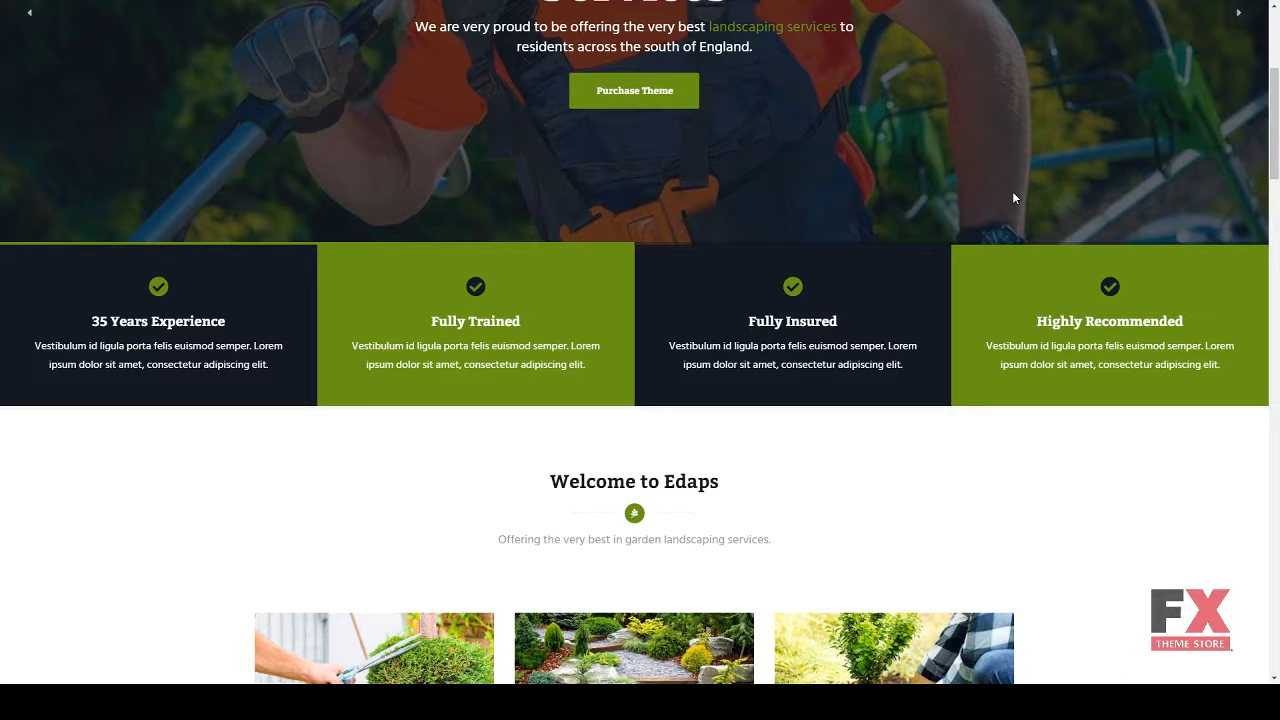 We are very proud to be offering the very best landscaping services to
residents across the south of England.
Purchase Theme
35 Years Experience
Vestibulum id ligula porta felis euismod semper. Lorem
ipsum dolor sit amet, consectetur adipiscing elit.
Fully Trained
Vestibulum id ligula porta felis euismod semper. Lorem
ipsum dolor sit amet, consectetur adipiscing elit.
Fully Insured
Vestibulum id ligula porta felis euismod semper. Lorem
ipsum dolor sit amet, consectetur adipiscing elit.
Highly Recommended
Vestibulum id ligula porta felis euismod semper. Lorem
ipsum dolor sit amet, consectetur adipiscing elit.
Welcome to Edaps
Offering the very best in garden landscaping services.
FX
THEME STORE